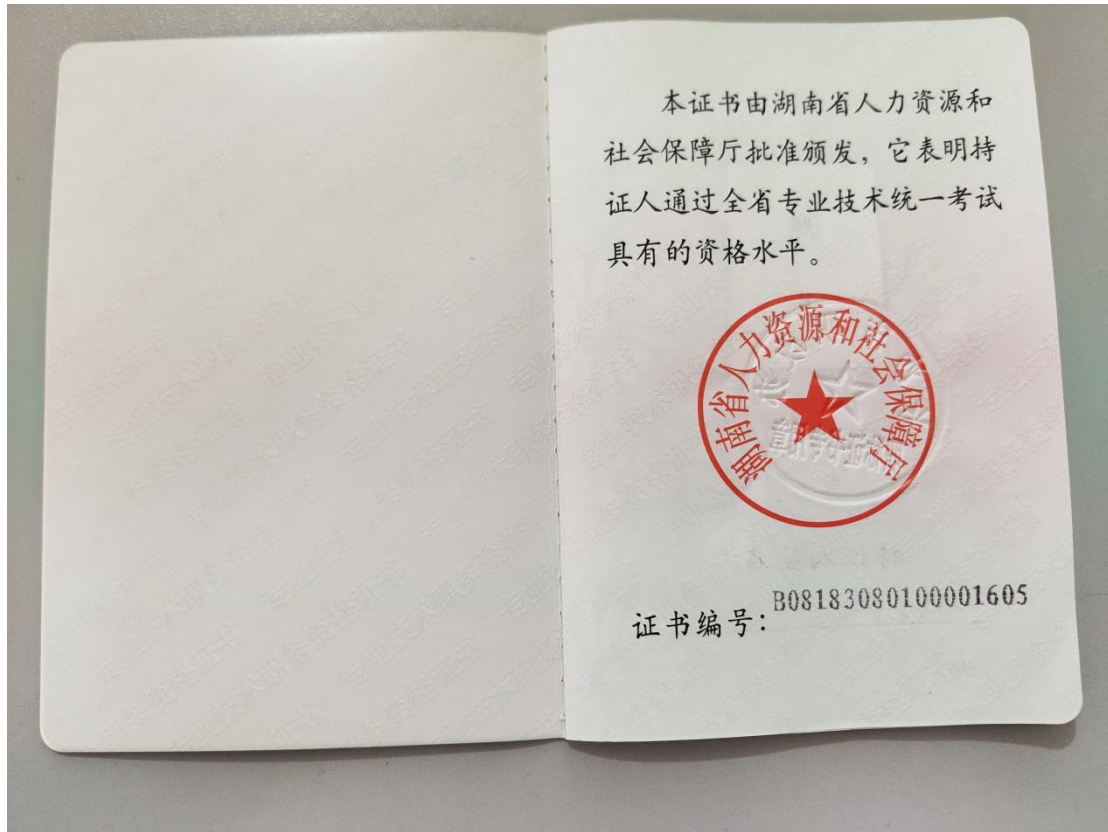 本证书由湖南省人力资源和
社会保障厅批准颁发，它表明持
证人通过全省专业技术统一考试
具有的资格水平。
湖南省人力资源和社会保障厅
证书编号：B08183080100001605